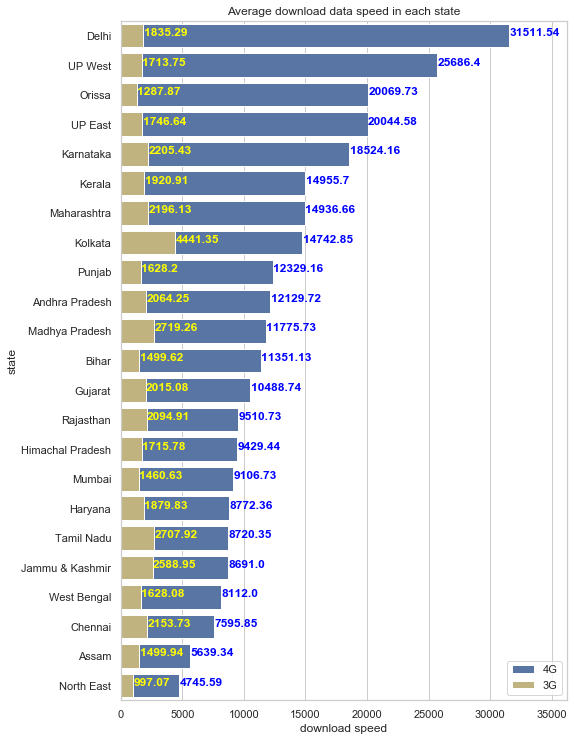 Average download data speed in each state
Delhi 1835.29 31511.54
UP West 1713.75 25686.4
Orissa 1287.87 20069.73
UP East 1746.64 20044.58
Karnataka 2205.43 18524.16
Kerala 1920.91 14955.7
Maharashtra 2196.13 14936.66
Kolkata 4441.35 14742.85
Punjab 1628.2 12329.16
Andhra Pradesh 2064.25 12129.72
Madhya Pradesh 2719.26 11775.73
Bihar 1499.62 11351.13
Gujarat 2015.08 10488.74
Rajasthan 2094.91 9510.73
Himachal Pradesh 1715.78 9429.44
Mumbai 1460.63 9106.73
Haryana 1879.83 8772.36
Tamil Nadu 2707.92 8720.35
Jammu & Kashmir 2588.95 8691.0
West Bengal 1628.08 8112.0
Chennai 2153.73 7595.85
Assam 1499.94 5639.34
North East 997.07 4745.59
state
4G
3G
0 5000 10000 15000 20000 25000 30000 35000
download speed